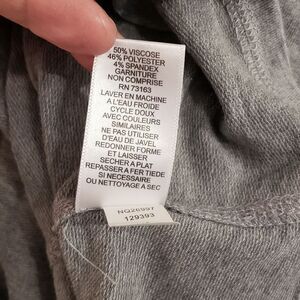 50% VISCOSE
46% POLYESTER
4% SPANDEX
GARNITURE
NON COMPRISE
RN 73163
LAVER EN MACHINE
A L'EAU FROIDE
CYCLE DOUX
AVEC COULEURS
SIMILAIRES
NE PAS UTILISER
D'EAU DE JAVEL
REDONNER FORME
ET LAISSER
SECHER A PLAT
REPASSER A FER TIEDE
SI NECESSAIRE
OU NETTOYAGE A SEC
NQ26997
129393